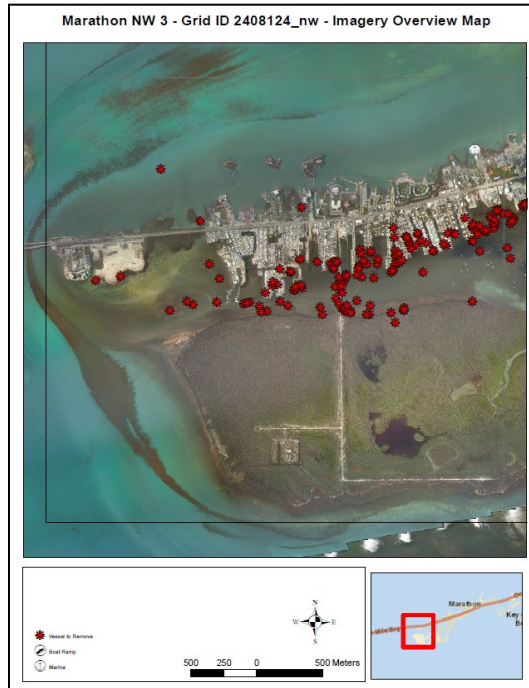 Marathon NW 3 - Grid ID 2408124_nw - Imagery Overview Map
Vessel to Remove
Boat Ramp
Marina
N
W E
S
500 250 0 500 Meters
Marathon
Key